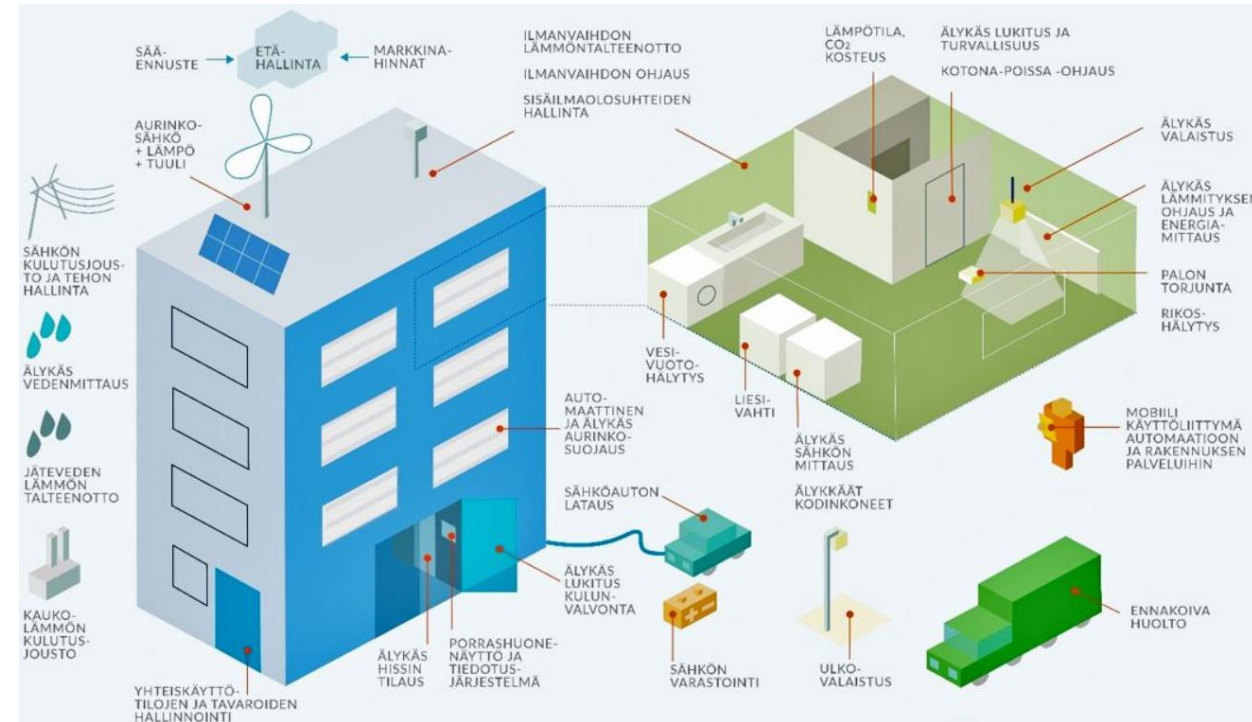 SÄÄ-
ENNUSTE
ETÄ-
HALLINTA
MARKKINA-
HINNAT
AURINKO-
SÄHKÖ
+ LÄMPÖ
+ TUULI
SÄHKÖN
KULUTUSJOUS-
TO JA TEHON
HALLINTA
ÄLYKÄS
VEDENMITTAUS
JÄTEVEDEN
LÄMMÖN
TALTEENOTTO
KAUKO-
LÄMMÖN
KULUTUS-
JOUSTO
YHTEISKÄYTTÖ-
TILOJEN JA TAVAROIDEN
HALLINNOINTI
ILMANVAIHDON
LÄMMÖNTALTEENOTTO
ILMANVAIHDON OHJAUS
SISÄILMAOLOSUHTEIDEN
HALLINTA
AUTO-
MAATTINEN
JA ÄLYKÄS
AURINKO-
SUOJAUS
SÄHKÖAUTON
LATAUS
ÄLYKÄS
LUKITUS
KULUN-
VALVONTA
ÄLYKÄS
HISSIN
TILAUS
PORRASHUONE-
NÄYTTÖ JA
TIEDOTUS-
JÄRJESTELMÄ
SÄHKÖN
VARASTOINTI
LÄMPÖTILA,
CO₂
KOSTEUS
ÄLYKÄS LUKITUS JA
TURVALLISUUS
KOTONA-POISSA -OHJAUS
ÄLYKÄS
VALAISTUS
ÄLYKÄS
LÄMMITYKSEN
OHJAUS JA
ENERGIA-
MITTAUS
PALON
TORJUNTA
RIKOS-
HÄLYTYS
VESI-
VUOTO-
HÄLYTYS
LIESI-
VAHTI
ÄLYKÄS
SÄHKÖN
MITTAUS
ÄLYKKÄÄT
KODINKONEET
MOBIILI
KÄYTTÖLIITTYMÄ
AUTOMAATIOON
JA RAKENNUKSEN
PALVELUIHIN
ULKO-
VALAISTUS
ENNAKOIVA
HUOLTO